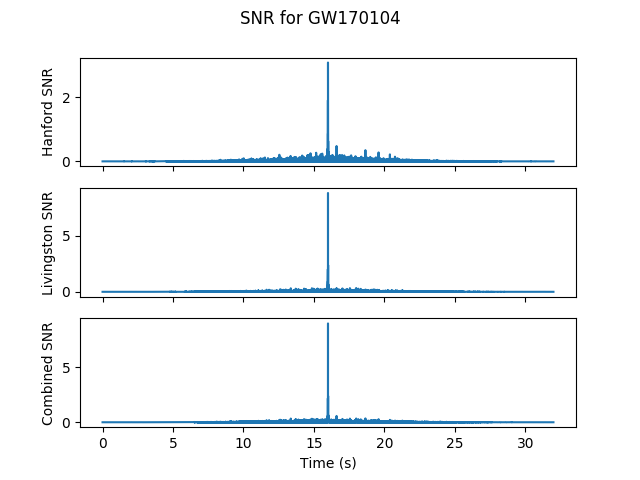 SNR for GW170104
Hanford SNR
2
0
Livingston SNR
5
0
Combined SNR
5
0
0 5 10 15 20 25 30
Time (s)